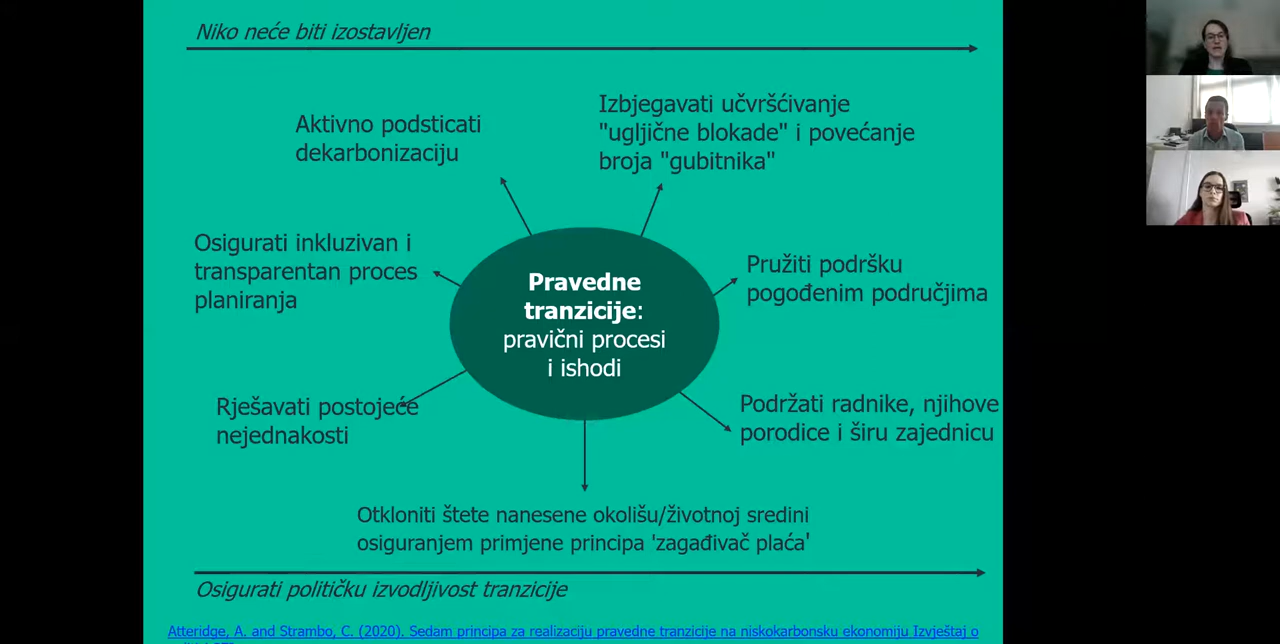 Niko neće biti izostavljen
Aktivno podsticati
dekarbonizaciju
Izbjegavati učvršćivanje
"ugljične blokade" i povećanje
broja "gubitnika"
Osigurati inkluzivan i
transparentan proces
planiranja
Pravedne
tranzicije:
pravični procesi
i ishodi
Pružiti podršku
pogođenim područjima
Rješavati postojeće
nejednakosti
Podržati radnike, njihove
porodice i širu zajednicu
Otkloniti štete nanesene okolišu/životnoj sredini
osiguranjem primjene principa 'zagađivač plaća'
Osigurati političku izvodljivost tranzicije
Atteridge, A. and Strambo, C. (2020). Sedam principa za realizaciju pravedne tranzicije na niskokarbonsku ekonomiju Izvještaj o